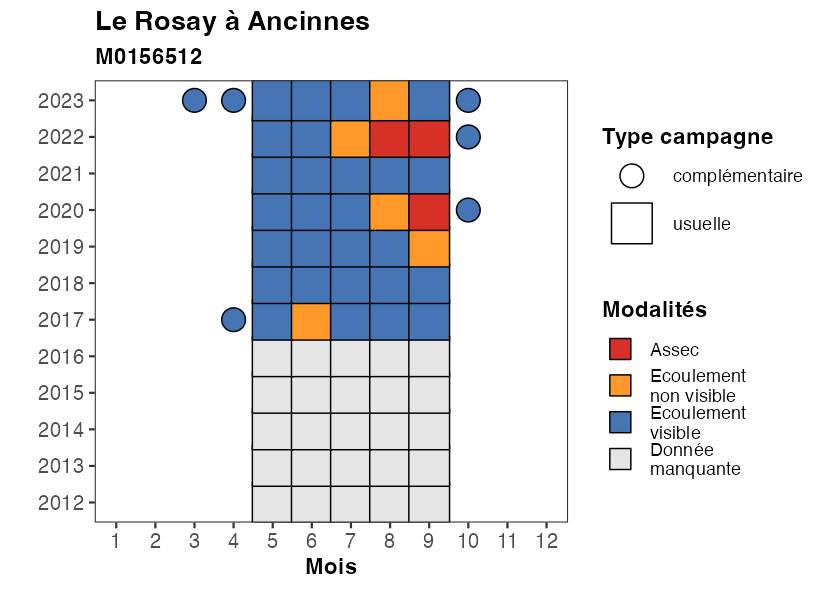 Le Rosay à Ancinnes
M0156512
2023
2022
2021
2020
2019
2018
2017
2016
2015
2014
2013
2012
1 2 3 4 5 6 7 8 9 10 11 12
Mois
Type campagne
complémentaire
usuelle
Modalités
Assec
Ecoulement
non visible
Ecoulement
visible
Donnée
manquante